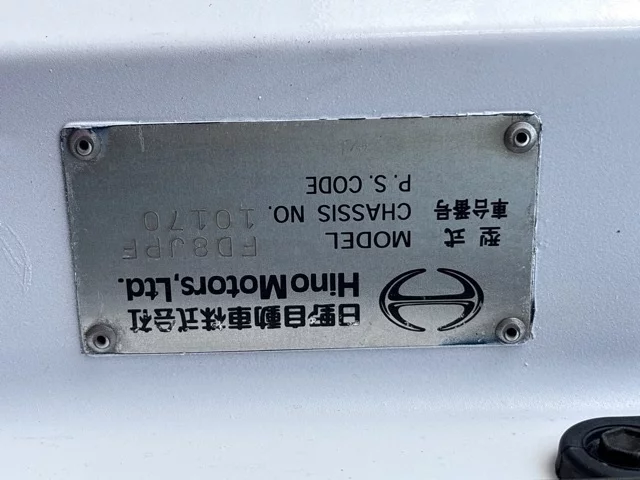 日野自動車株式会社
Hino Motors, Ltd.
型式 MODEL FD8JPF
車台番号 CHASSIS NO. 10170
P.S. CODE